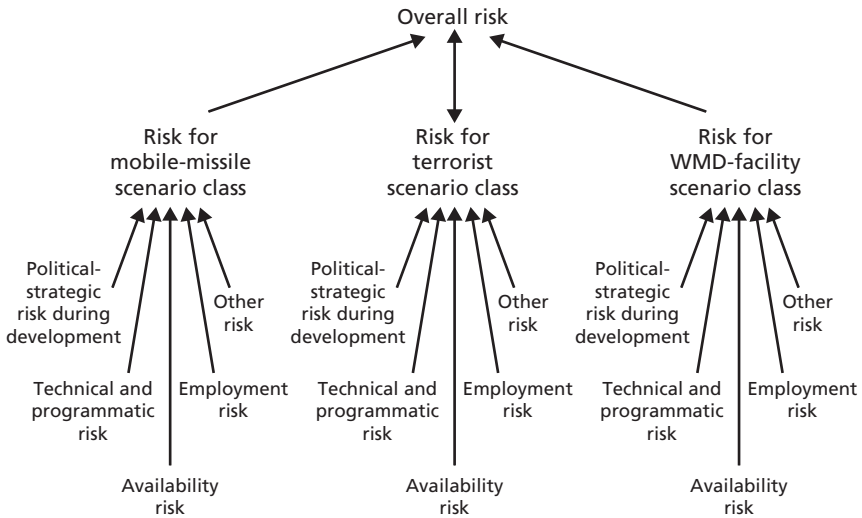 Overall risk
Risk for
mobile-missile
scenario class
Risk for
terrorist
scenario class
Risk for
WMD-facility
scenario class
Political-
strategic
risk during
development
Other
risk
Technical and
programmatic
risk
Employment
risk
Availability
risk
Political-
strategic
risk during
development
Other
risk
Technical and
programmatic
risk
Employment
risk
Availability
risk
Political-
strategic
risk during
development
Other
risk
Technical and
programmatic
risk
Employment
risk
Availability
risk